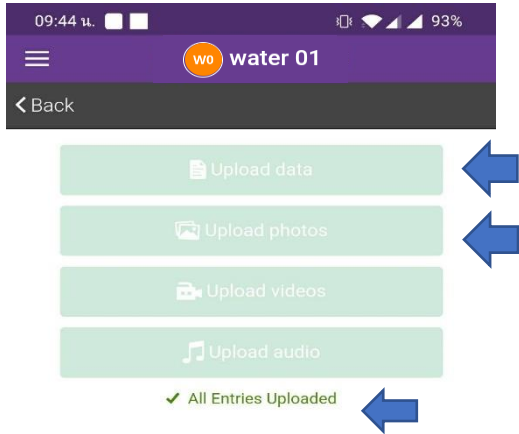 09:44 น. 93%
W0 water 01
Back
Upload data
Upload photos
Upload videos
Upload audio
All Entries Uploaded